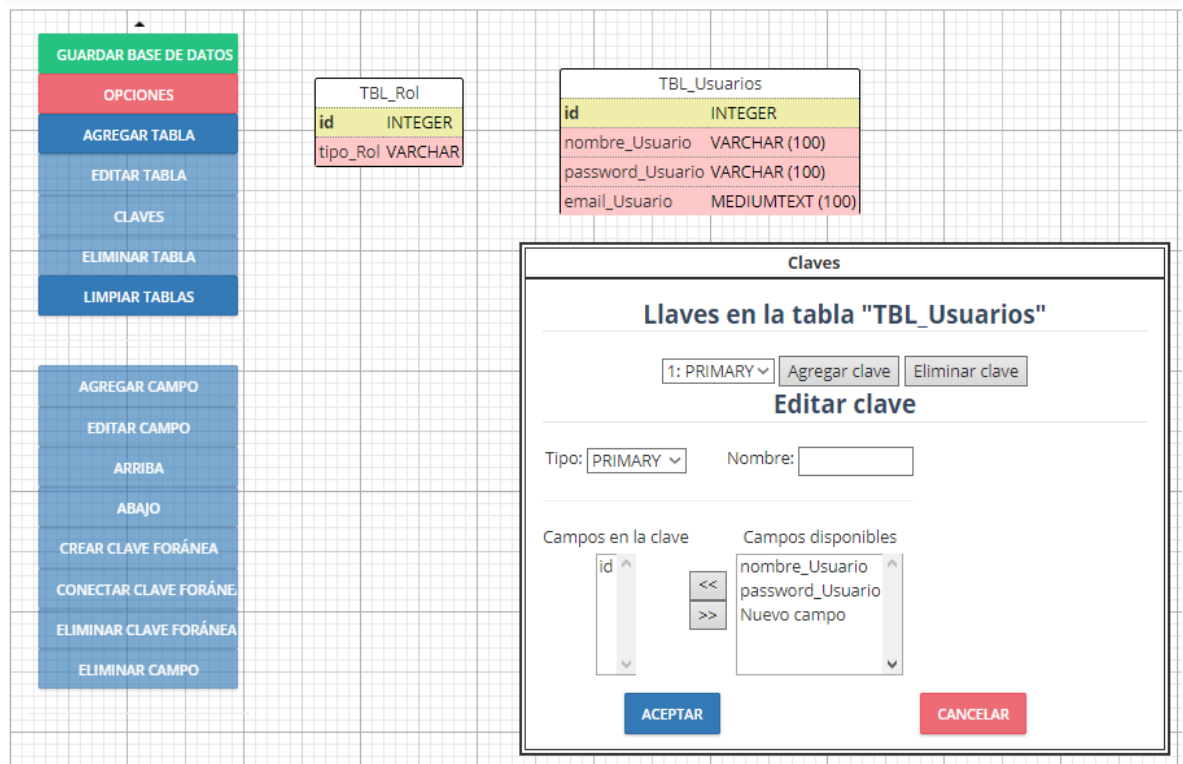 GUARDAR BASE DE DATOS
OPCIONES
AGREGAR TABLA
EDITAR TABLA
CLAVES
ELIMINAR TABLA
LIMPIAR TABLAS
AGREGAR CAMPO
EDITAR CAMPO
ARRIBA
ABAJO
CREAR CLAVE FORÁNEA
CONECTAR CLAVE FORÁNE
ELIMINAR CLAVE FORÁNEA
ELIMINAR CAMPO
TBL_Rol
id INTEGER
tipo_Rol VARCHAR
TBL_Usuarios
id INTEGER
nombre_Usuario VARCHAR (100)
password_Usuario VARCHAR (100)
email_Usuario MEDIUMTEXT (100)
Claves
Llaves en la tabla "TBL_Usuarios"
1: PRIMARY Agregar clave Eliminar clave
Editar clave
Tipo: PRIMARY Nombre:
Campos en la clave Campos disponibles
id nombre_Usuario
<< password_Usuario
>> Nuevo campo
ACEPTAR CANCELAR